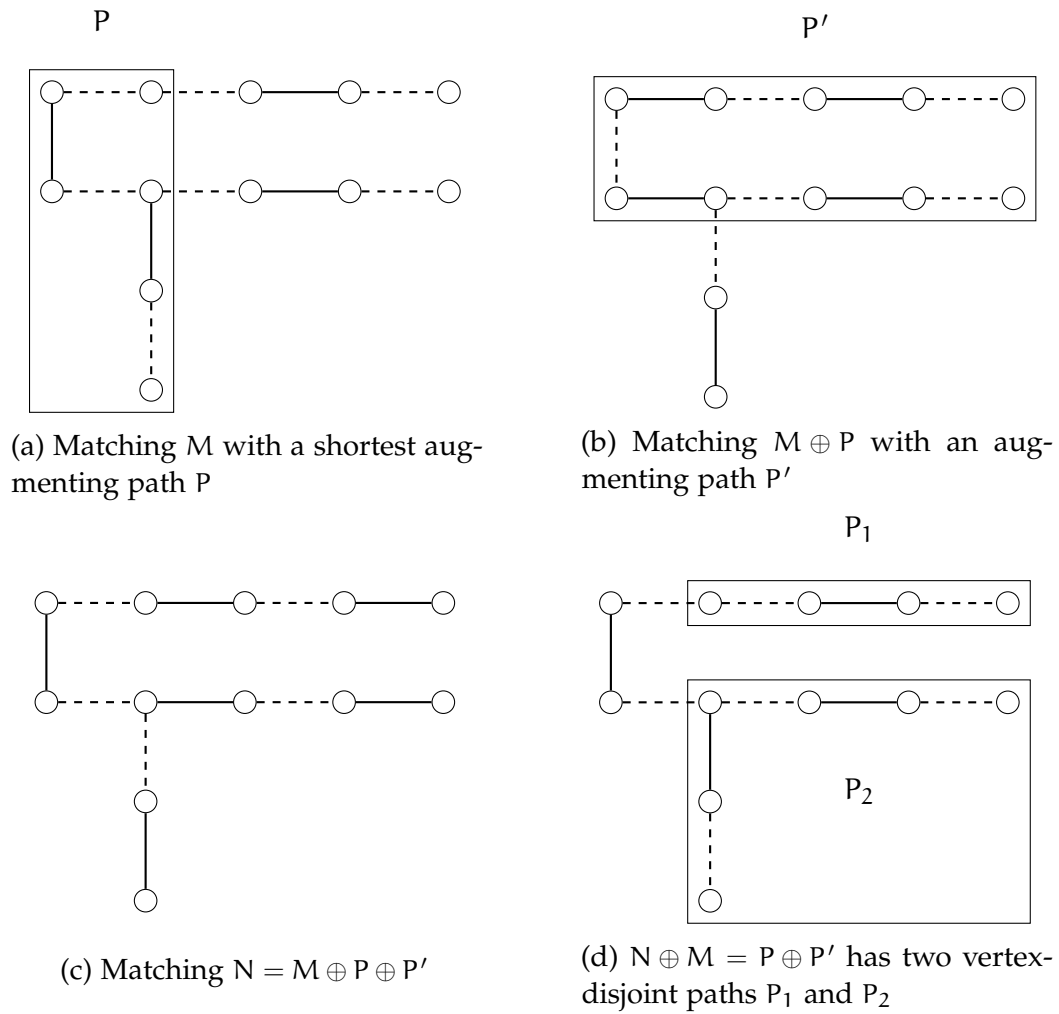 P
P′
(a) Matching M with a shortest aug-
menting path P
(b) Matching M ⊕ P with an aug-
menting path P′
P₁
P₂
(c) Matching N = M ⊕ P ⊕ P′
(d) N ⊕ M = P ⊕ P′ has two vertex-
disjoint paths P₁ and P₂